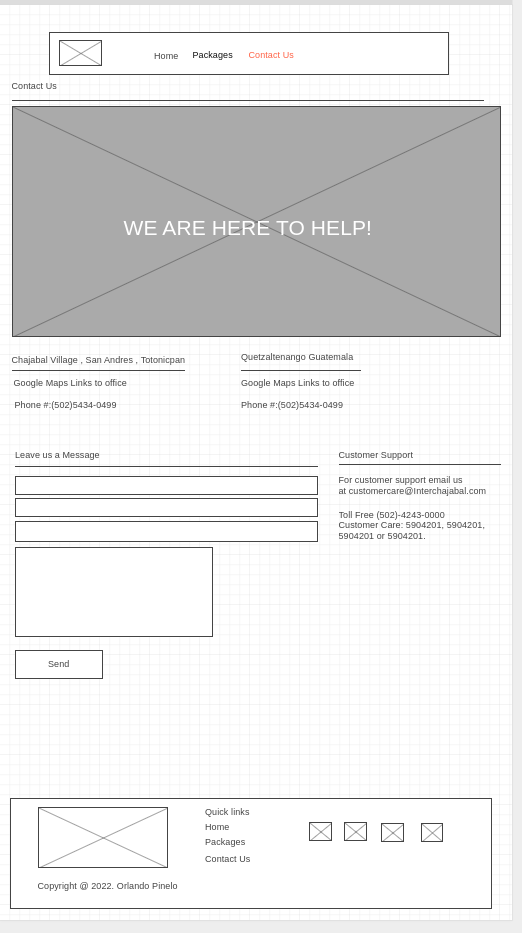 Home Packages Contact Us
Contact Us
WE ARE HERE TO HELP!
Chajabal Village , San Andres , Totonicpan
Google Maps Links to office
Phone #:(502)5434-0499
Quetzaltenango Guatemala
Google Maps Links to office
Phone #:(502)5434-0499
Leave us a Message
Send
Customer Support
For customer support email us
at customercare@Interchajabal.com
Toll Free (502)-4243-0000
Customer Care: 5904201, 5904201,
5904201 or 5904201.
Quick links
Home
Packages
Contact Us
Copyright @ 2022. Orlando Pinelo